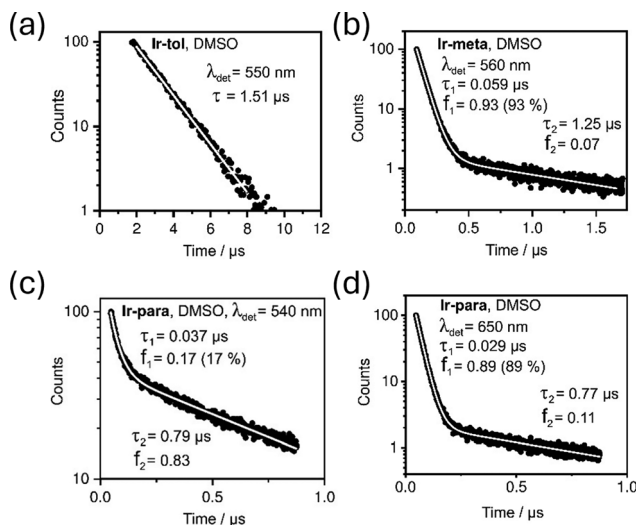 (a)
Ir-tol, DMSO
λdet = 550 nm
τ = 1.51 μs
Counts
100
10
1
0 2 4 6 8 10 12
Time / μs
(b)
Ir-meta, DMSO
λdet = 560 nm
τ1 = 0.059 μs
f1 = 0.93 (93 %)
τ2 = 1.25 μs
f2 = 0.07
Counts
100
10
1
0.0 0.5 1.0 1.5
Time / μs
(c)
Ir-para, DMSO, λdet = 540 nm
τ1 = 0.037 μs
f1 = 0.17 (17 %)
τ2 = 0.79 μs
f2 = 0.83
Counts
100
10
0.0 0.5 1.0
Time / μs
(d)
Ir-para, DMSO
λdet = 650 nm
τ1 = 0.029 μs
f1 = 0.89 (89 %)
τ2 = 0.77 μs
f2 = 0.11
Counts
100
10
1
0.0 0.5 1.0
Time / μs